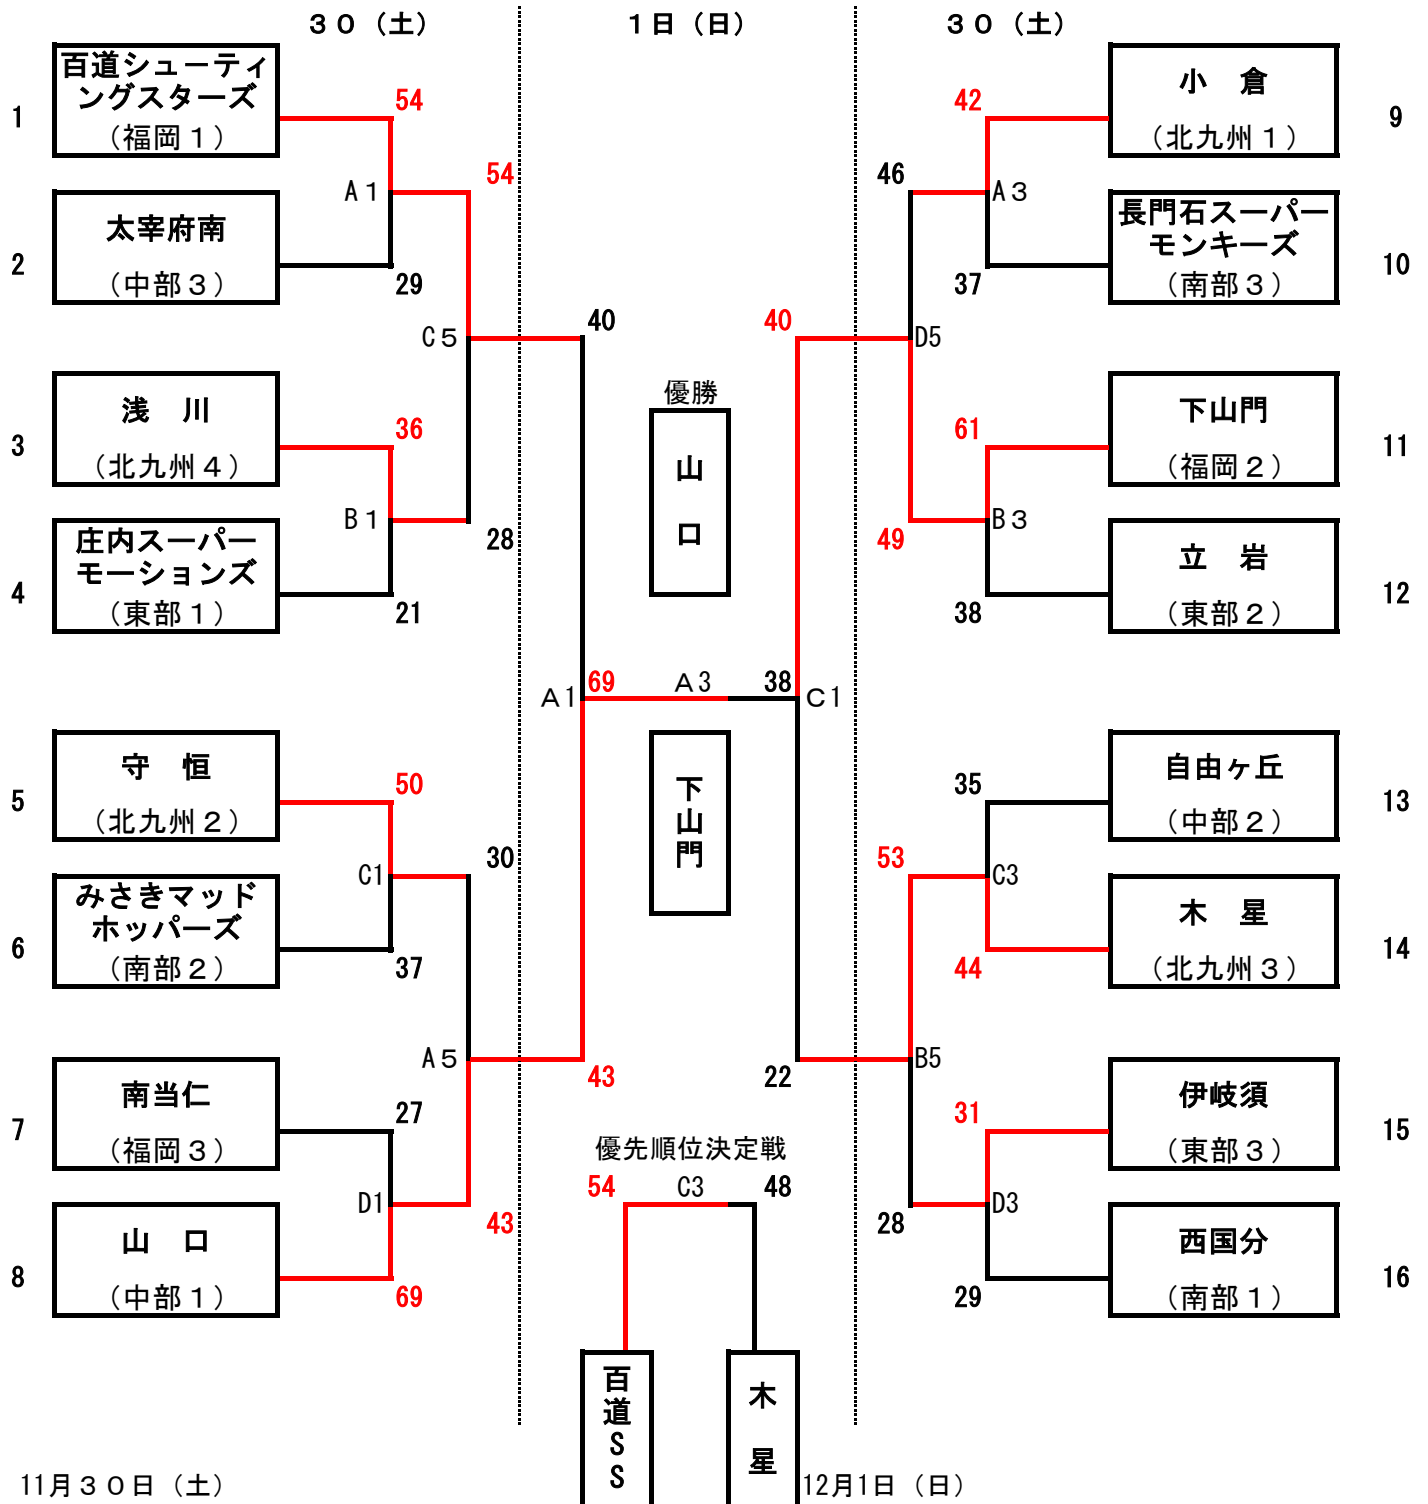 ３０（土）
１日（日）
３０（土）
1
百道シューティ
ングスターズ
（福岡１）
54
2
太宰府南
（中部３）
29
A１
54
3
浅　川
（北九州４）
36
4
庄内スーパー
モーションズ
（東部１）
21
B１
28
C５
40
5
守　恒
（北九州２）
50
6
みさきマッド
ホッパーズ
（南部２）
37
C1
30
7
南当仁
（福岡３）
27
8
山　口
（中部１）
69
D1
43
A５
43
A1
69
A３
38
C1
優勝
山口
下山門
優先順位決定戦
54
C3
48
百道SS
木星
42
小　倉
（北九州１）
9
46
A３
37
長門石スーパー
モンキーズ
（南部３）
10
40
D5
61
下山門
（福岡２）
11
49
B３
38
立　岩
（東部２）
12
35
自由ヶ丘
（中部２）
13
53
C3
44
木　星
（北九州３）
14
22
B5
31
伊岐須
（東部３）
15
28
D3
29
西国分
（南部１）
16
11月３０日（土）
12月1日（日）